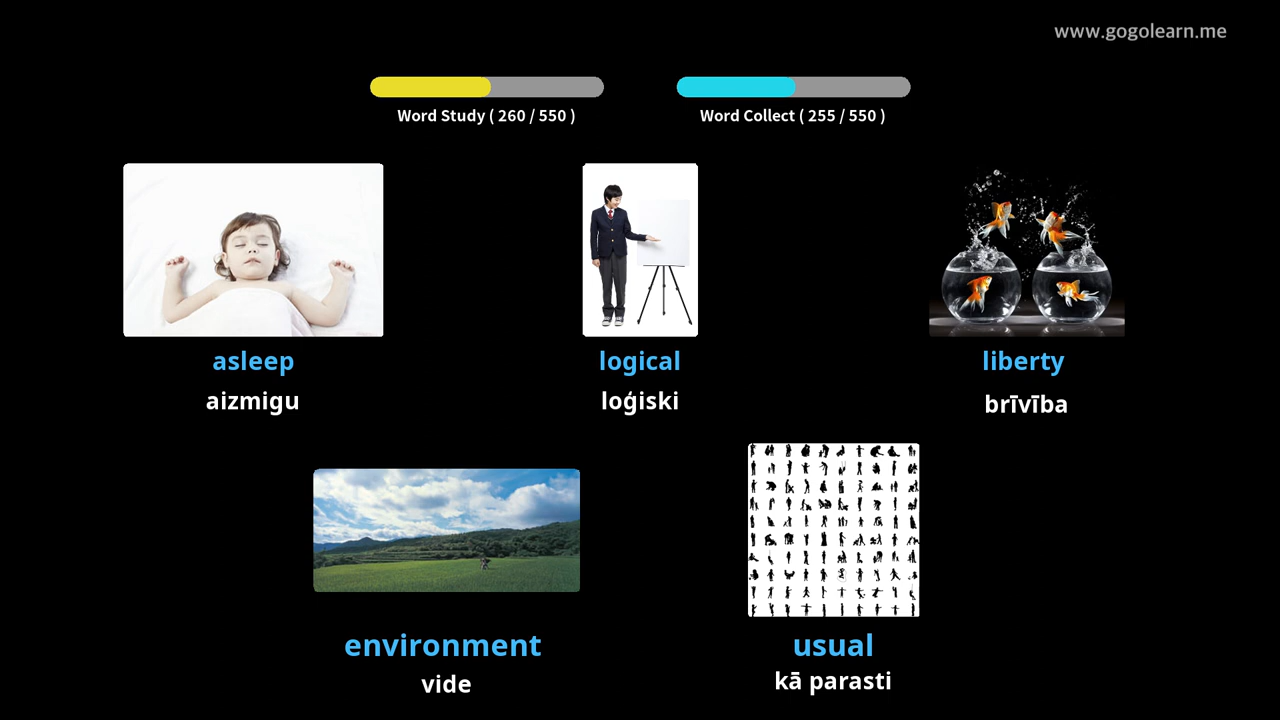 www.gogolearn.me
Word Study ( 260 / 550 )
Word Collect ( 255 / 550 )
asleep
aizmigu
logical
loģiski
liberty
brīvība
environment
vide
usual
kā parasti